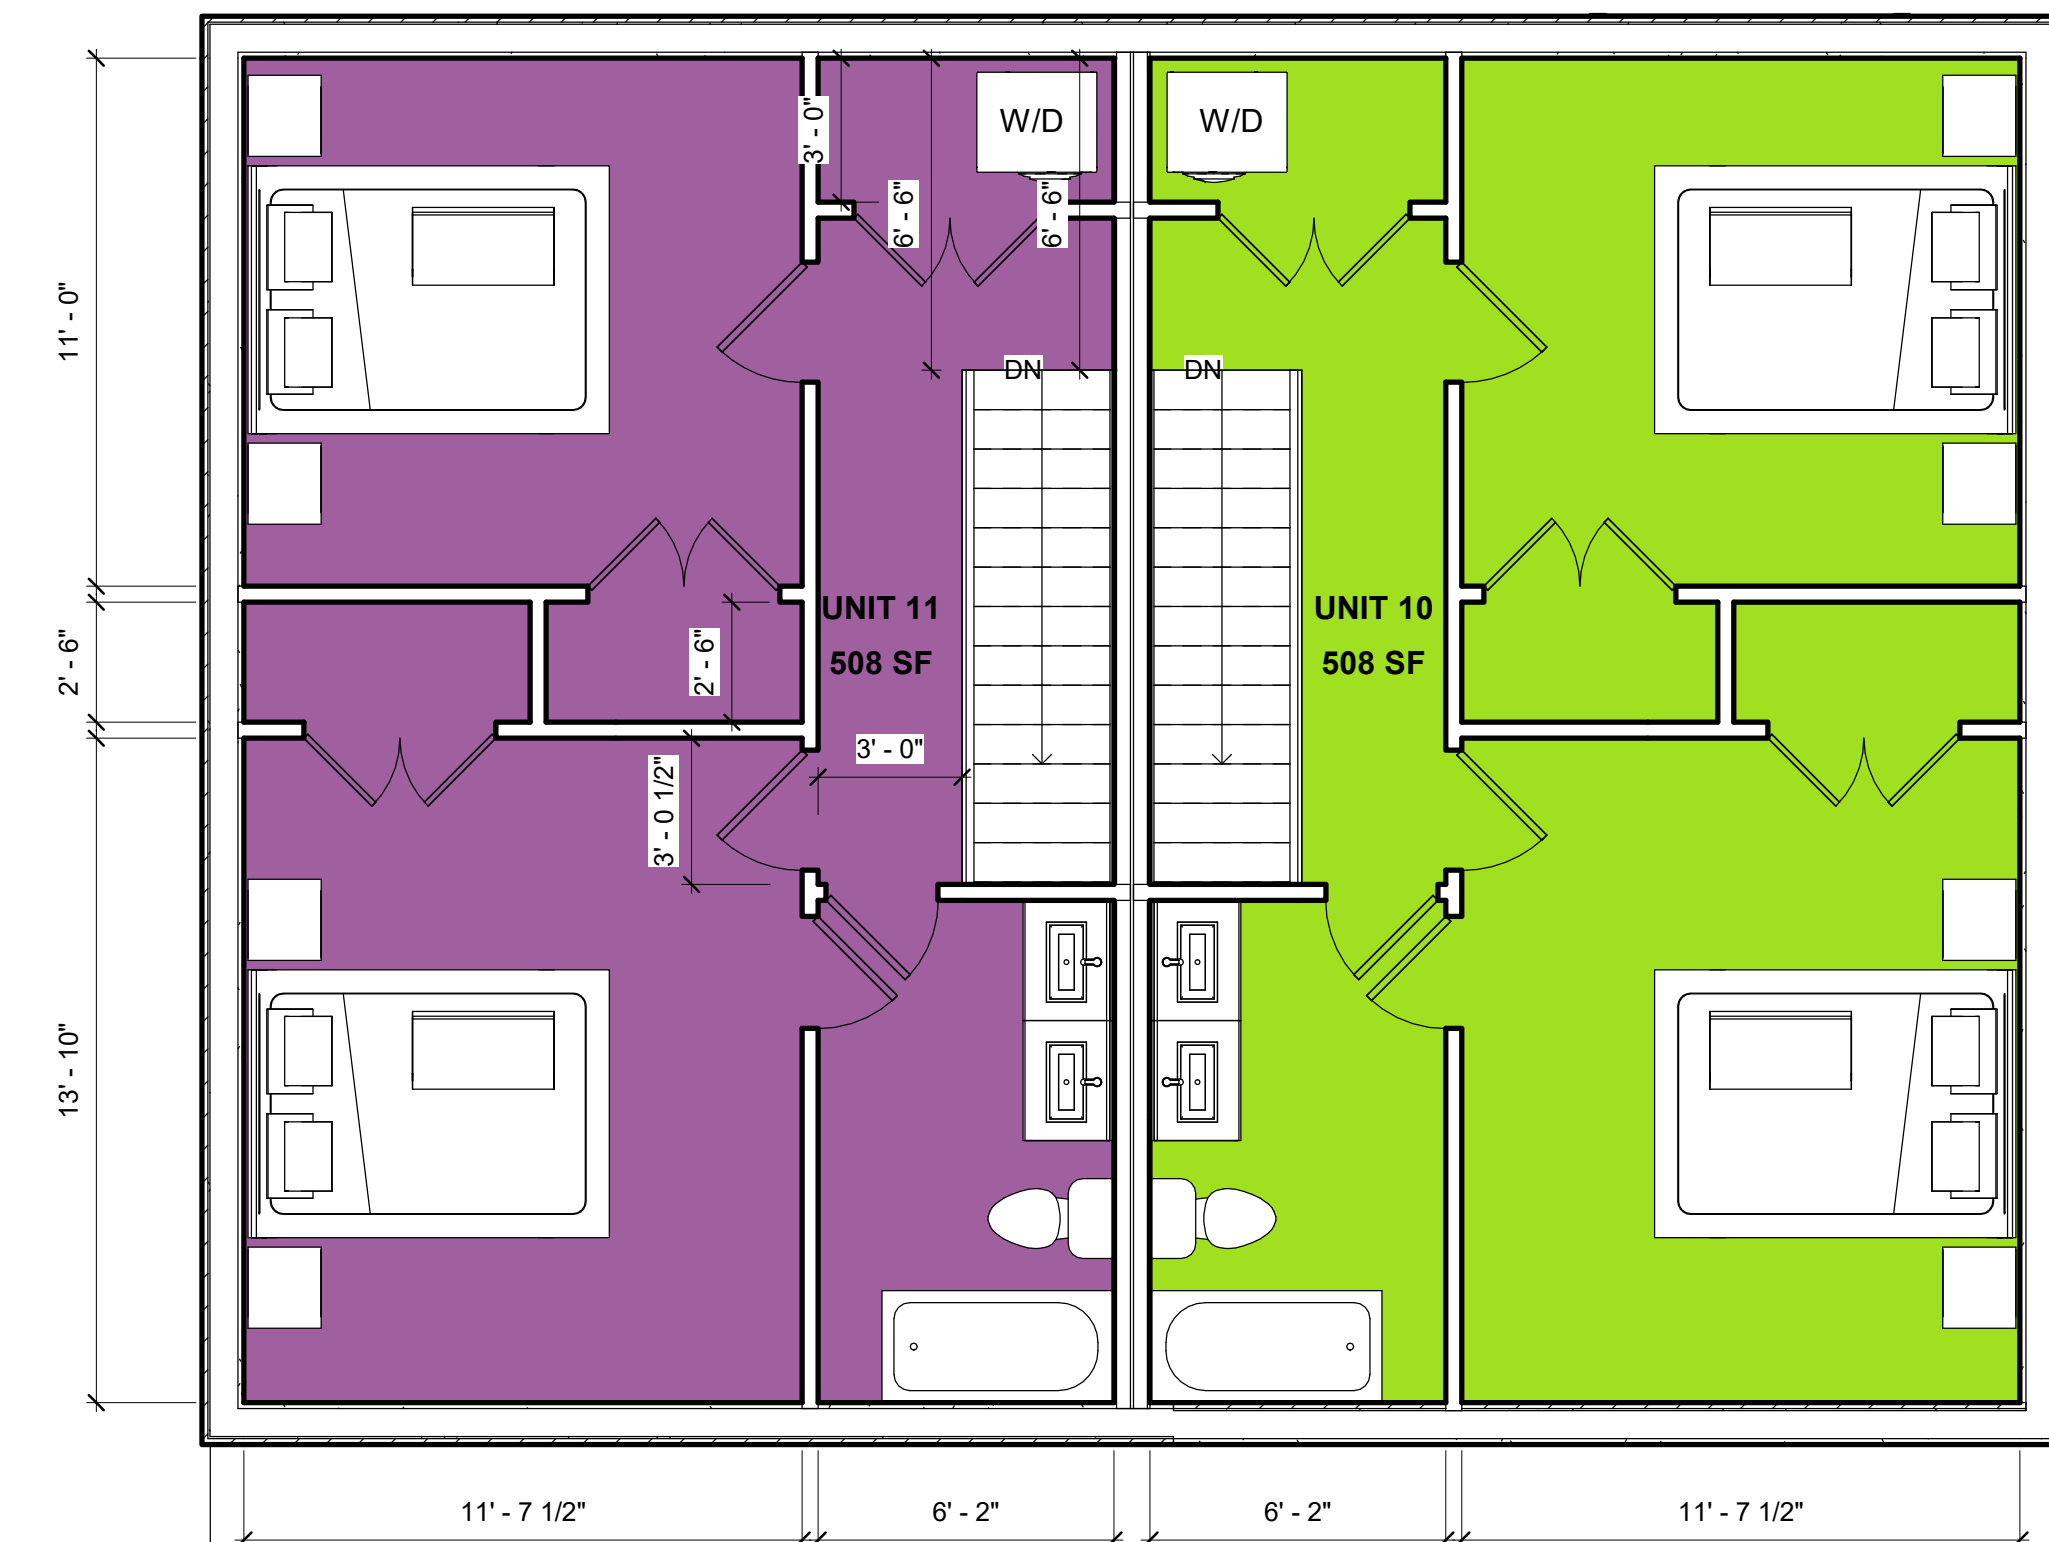 W/D
W/D
3' - 0"
6' - 6"
6' - 6"
11' - 0"
DN
DN
UNIT 11
508 SF
UNIT 10
508 SF
2' - 6"
2' - 6"
3' - 0"
3' - 0 1/2"
13' - 10"
11' - 7 1/2"
6' - 2"
6' - 2"
11' - 7 1/2"